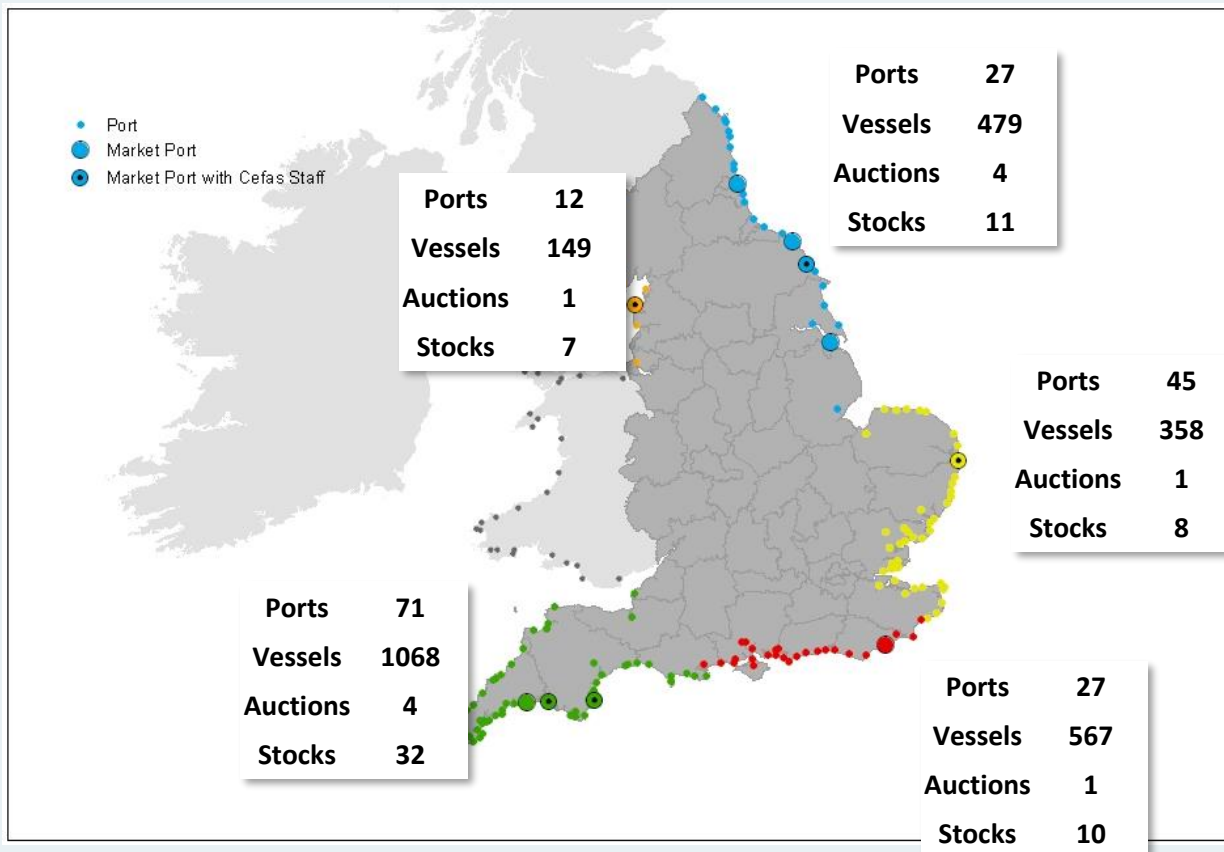 Port
Market Port
Market Port with Cefas Staff
Ports 27
Vessels 479
Auctions 4
Stocks 11
Ports 12
Vessels 149
Auctions 1
Stocks 7
Ports 45
Vessels 358
Auctions 1
Stocks 8
Ports 71
Vessels 1068
Auctions 4
Stocks 32
Ports 27
Vessels 567
Auctions 1
Stocks 10